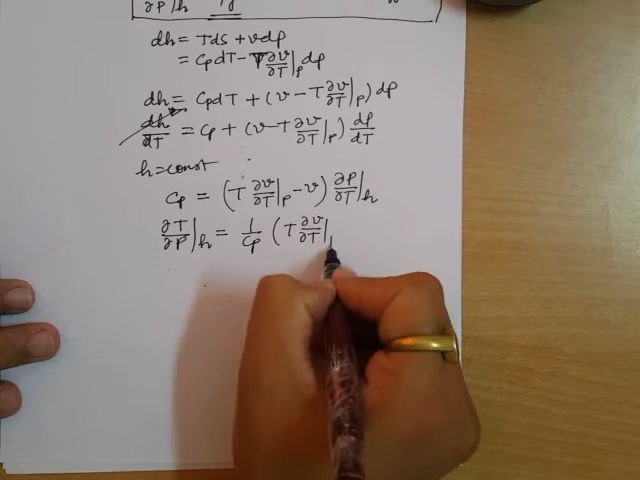 ∂P|h
dh = Tds + vdp
= CpdT - T ∂v/∂T|p dp
dh = CpdT + (v - T ∂v/∂T|p) dp
dh/dT = Cp + (v - T ∂v/∂T|p) dp/dT
h = const
Cp = (T ∂v/∂T|p - v) ∂P/∂T|h
∂T/∂P|h = 1/Cp (T ∂v/∂T|